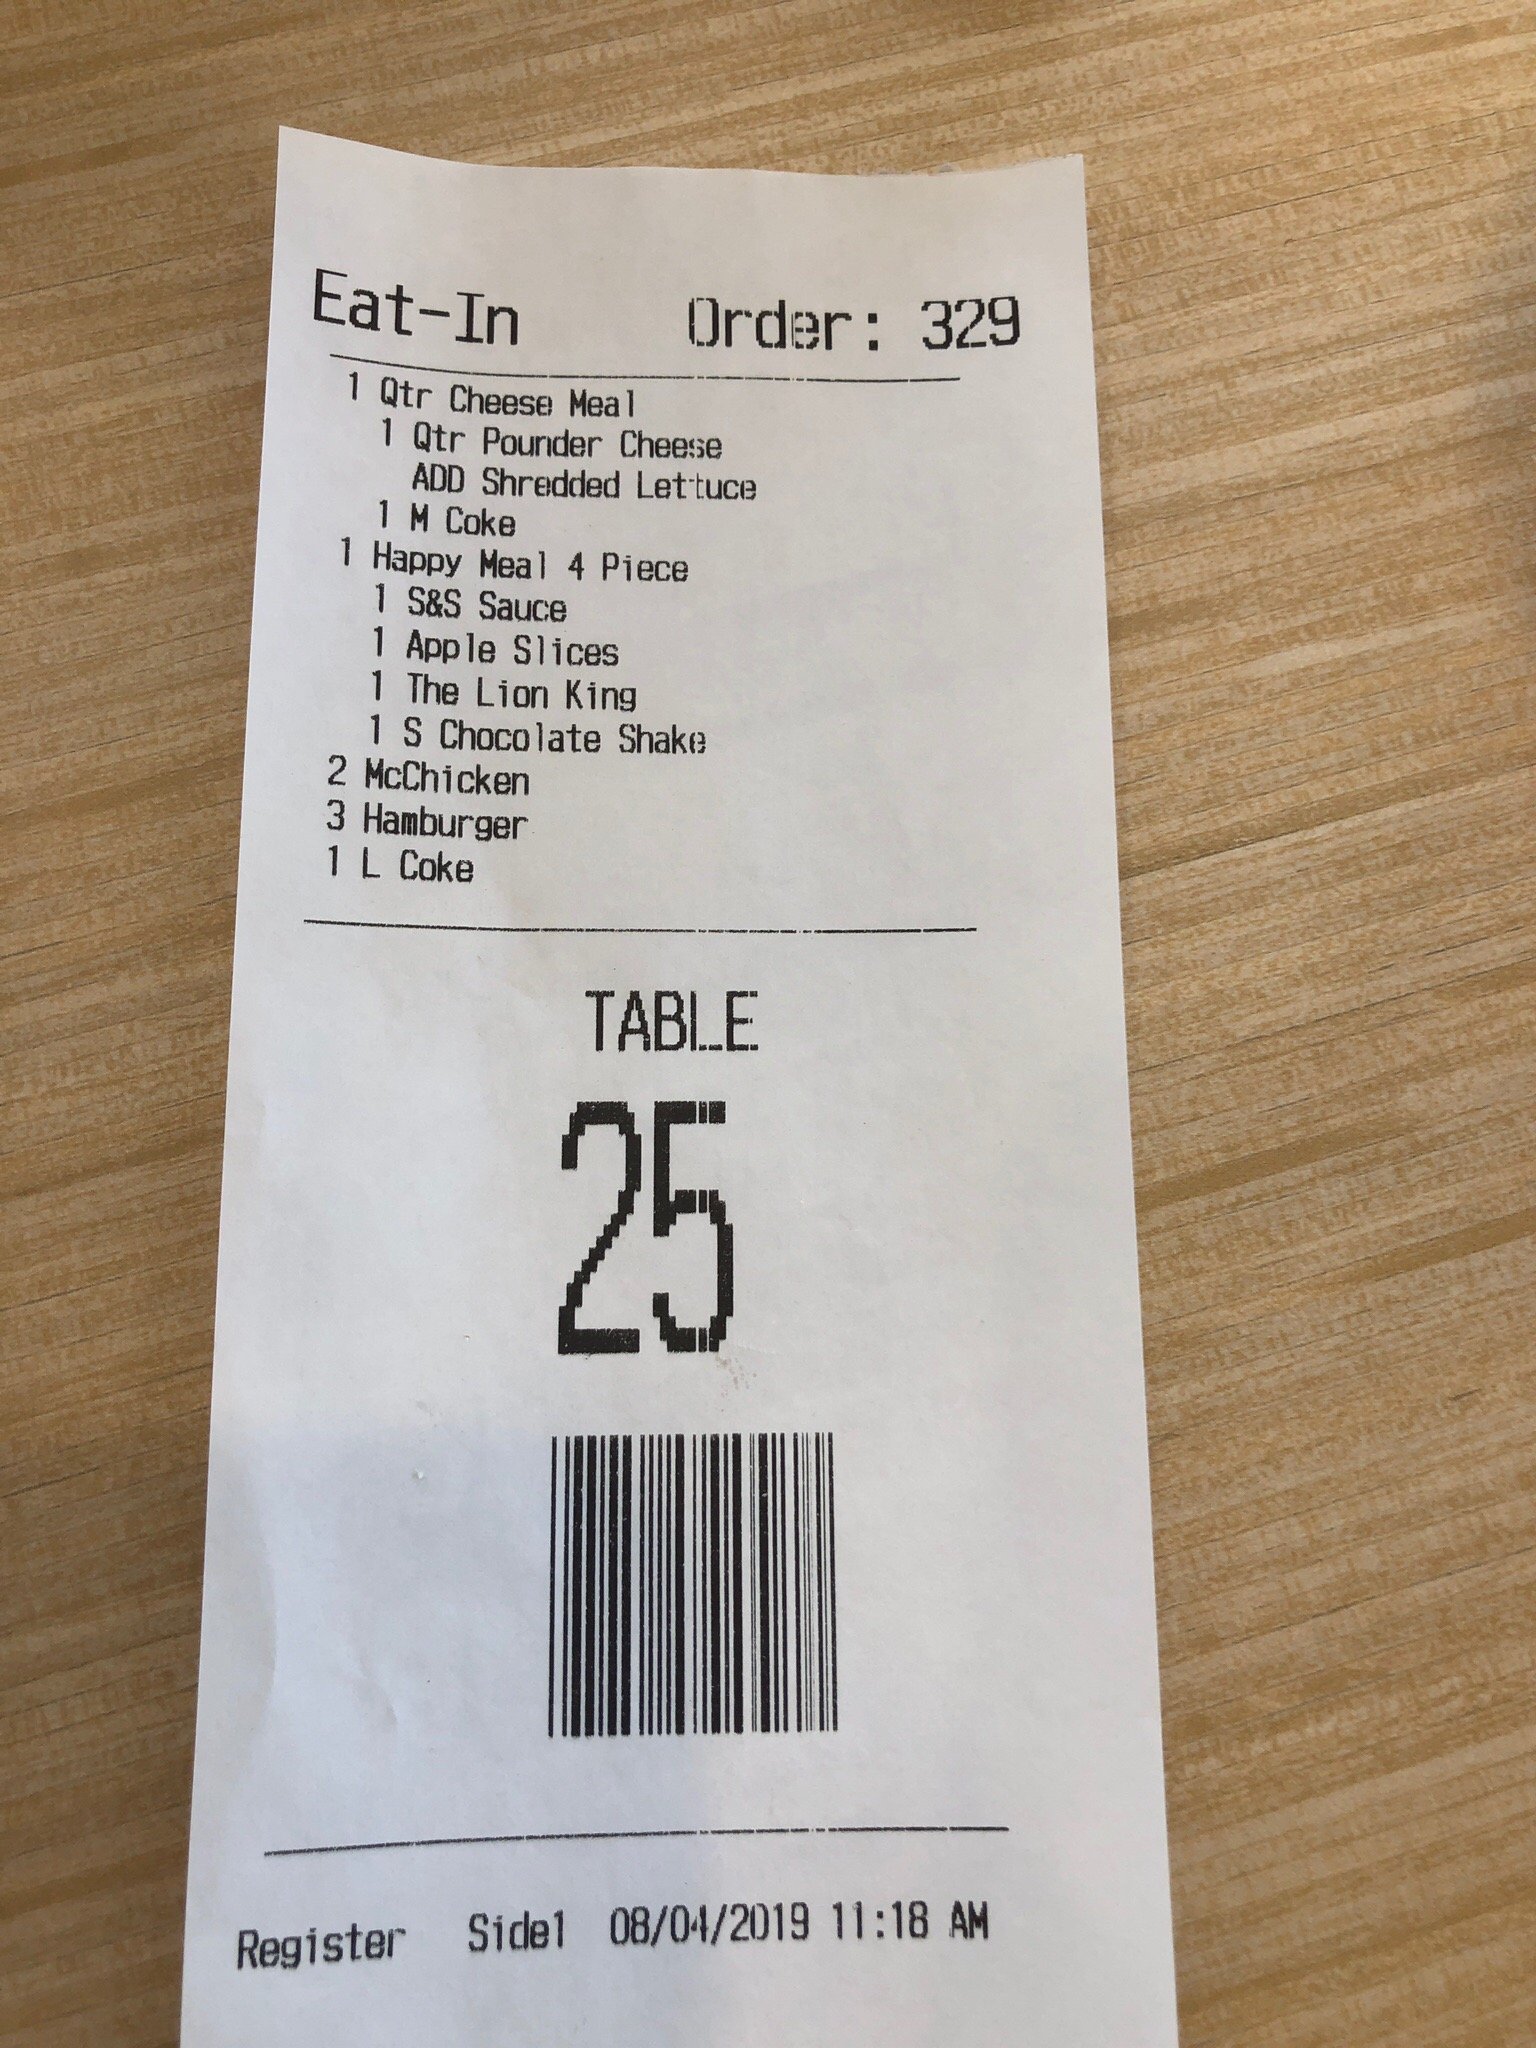 Eat-In Order: 329
1 Qtr Cheese Meal
1 Qtr Pounder Cheese
ADD Shredded Lettuce
1 M Coke
1 Happy Meal 4 Piece
1 S&S Sauce
1 Apple Slices
1 The Lion King
1 S Chocolate Shake
2 McChicken
3 Hamburger
1 L Coke
TABLE
25
Register Side1 08/04/2019 11:18 AM